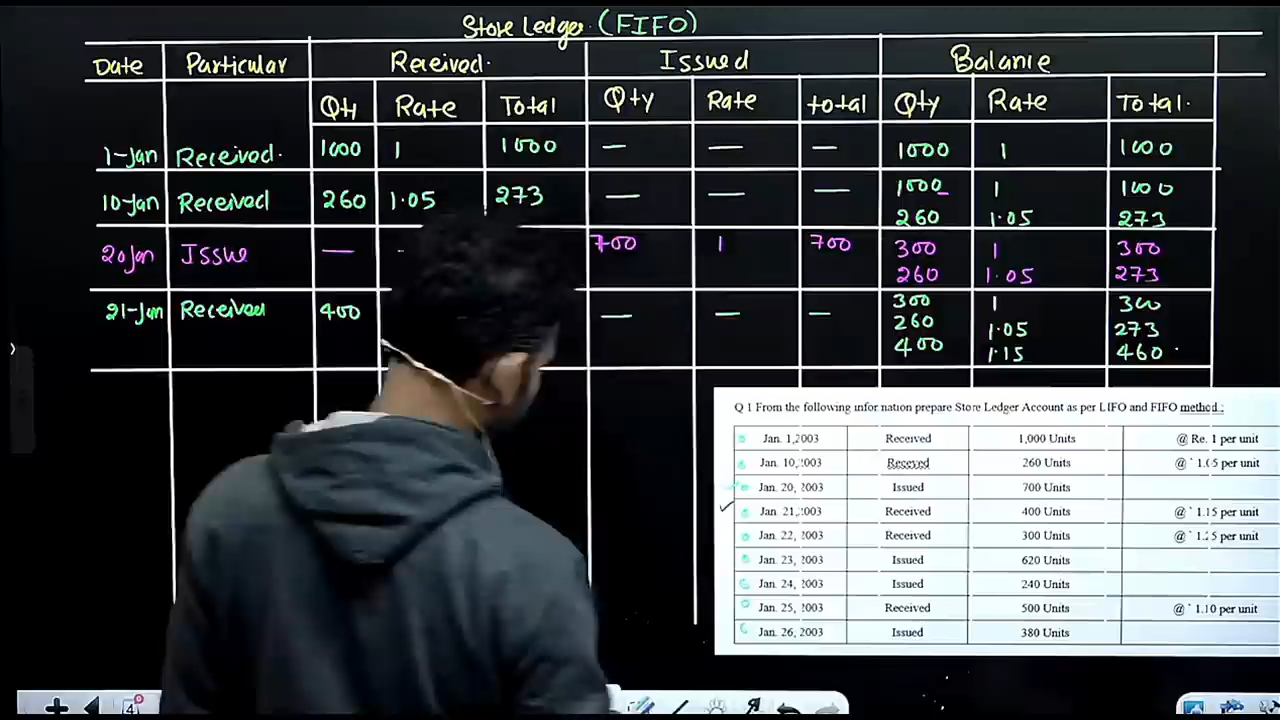 Store Ledger (FIFO)
Date Particular Received. Issued Balance
Qty Rate Total Qty Rate total Qty Rate Total.
1-Jan Received. 1000 1 1000 — — — 1000 1 1000
10-Jan Received 260 1.05 273 — — — 1000 1 1000
260 1.05 273
20Jan Issue — - 700 1 700 300 1 300
260 1.05 273
21-Jan Received 400 — — — 300 1 300
260 1.05 273
400 1.15 460
Q 1 From the following infor nation prepare Store Ledger Account as per LIFO and FIFO method.:
Jan. 1,2003 Received 1,000 Units @ Re. 1 per unit
Jan. 10, 2003 Receved 260 Units @ ` 1.05 per unit
Jan. 20, 2003 Issued 700 Units
Jan. 21, 2003 Received 400 Units @ ` 1.15 per unit
Jan. 22, 2003 Received 300 Units @ ` 1.25 per unit
Jan. 23, 2003 Issued 620 Units
Jan. 24, 2003 Issued 240 Units
Jan. 25, 2003 Received 500 Units @ ` 1.10 per unit
Jan. 26, 2003 Issued 380 Units
4